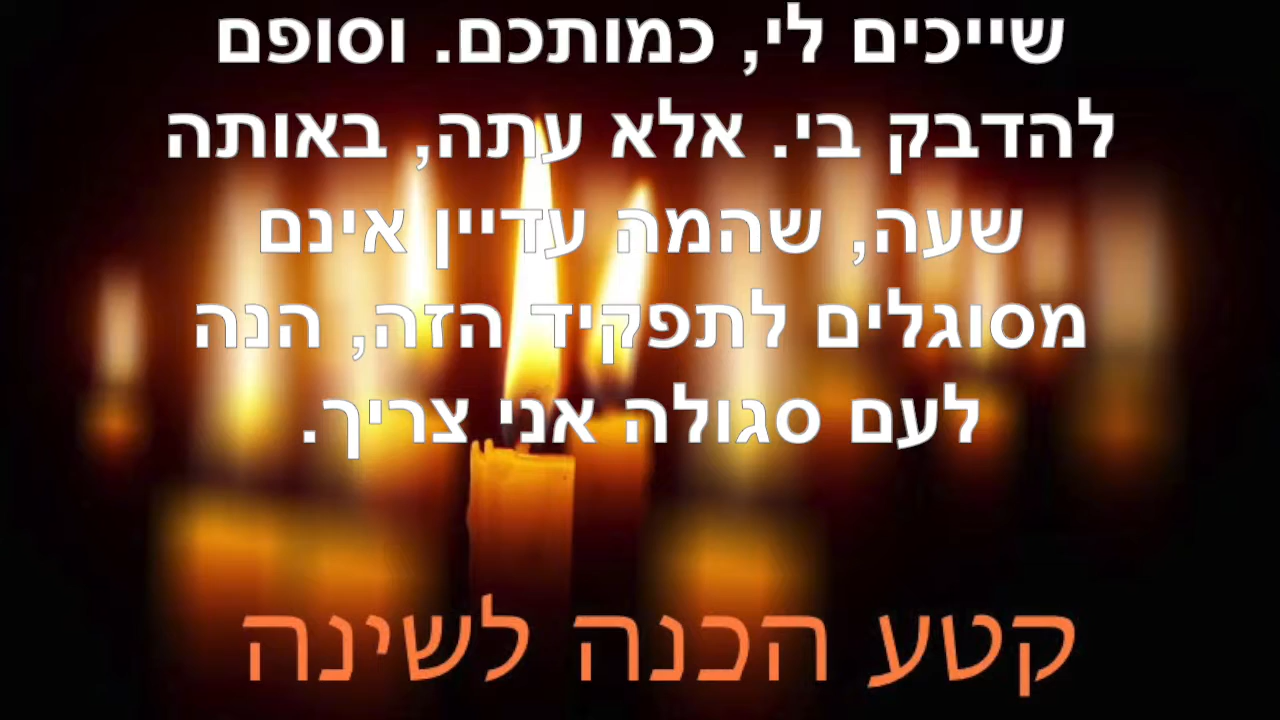 שייכים לי, כמותכם. וסופם
להדבק בי. אלא עתה, באותה
שעה, שהמה עדיין אינם
מסוגלים לתפקיד הזה, הנה
לעם סגולה אני צריך.
קטע הכנה לשינה